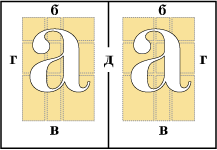 б б
г а д а г
в в